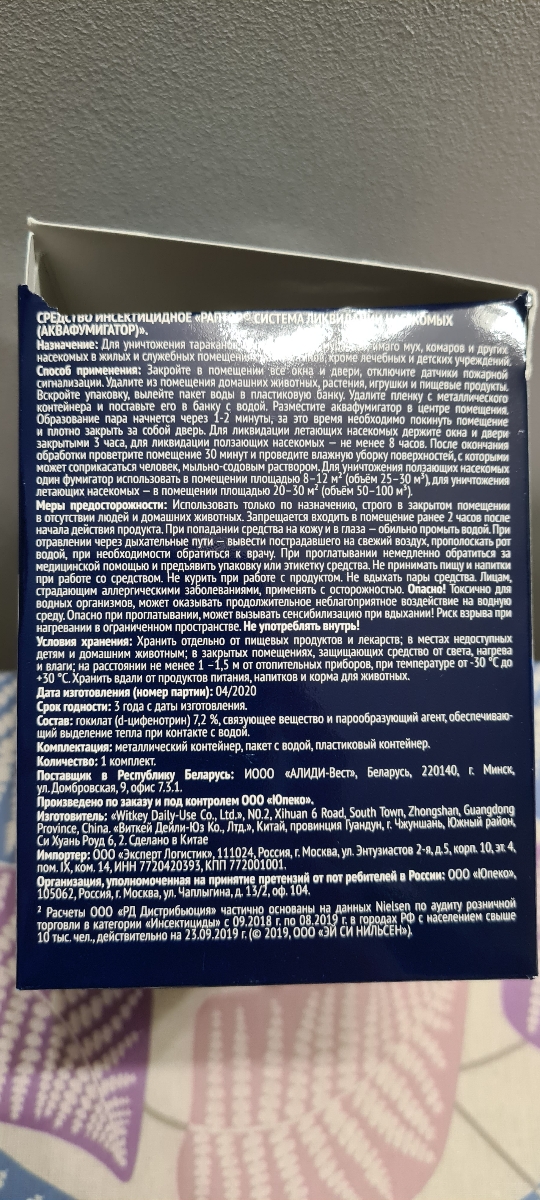 СРЕДСТВО ИНСЕКТИЦИДНОЕ «РАПТОР® СИСТЕМА ЛИКВИДАЦИИ НАСЕКОМЫХ
(АКВАФУМИГАТОР)».
Назначение: Для уничтожения тараканов, имаго мух, комаров и других
насекомых в жилых и служебных помещениях, кроме лечебных и детских учреждений.
Способ применения: Закройте в помещении все окна и двери, отключите датчики пожарной
сигнализации. Удалите из помещения домашних животных, растения, игрушки и пищевые продукты.
Вскройте упаковку, вылейте пакет воды в пластиковую банку. Удалите пленку с металлического
контейнера и поставьте его в банку с водой. Разместите аквафумигатор в центре помещения.
Образование пара начнется через 1-2 минуты, за это время необходимо покинуть помещение
и плотно закрыть за собой дверь. Для ликвидации летающих насекомых держите окна и двери
закрытыми 3 часа, для ликвидации ползающих насекомых – не менее 8 часов. После окончания
обработки проветрите помещение 30 минут и проведите влажную уборку поверхностей, с которыми
может соприкасаться человек, мыльно-содовым раствором. Для уничтожения ползающих насекомых
один фумигатор использовать в помещении площадью 8–12 м² (объём 25–30 м³), для уничтожения
летающих насекомых – в помещении площадью 20–30 м² (объём 50–100 м³).
Меры предосторожности: Использовать только по назначению, строго в закрытом помещении
в отсутствии людей и домашних животных. Запрещается входить в помещение ранее 2 часов после
начала действия продукта. При попадании средства на кожу и в глаза – обильно промыть водой. При
отравлении через дыхательные пути – вывести пострадавшего на свежий воздух, прополоскать рот
водой, при необходимости обратиться к врачу. При проглатывании немедленно обратиться за
медицинской помощью и предъявить упаковку или этикетку средства. Не принимать пищу и напитки
при работе со средством. Не курить при работе с продуктом. Не вдыхать пары средства. Лицам,
страдающим аллергическими заболеваниями, применять с осторожностью. Опасно! Токсично для
водных организмов, может оказывать продолжительное неблагоприятное воздействие на водную
среду. Опасно при проглатывании, может вызывать сенсибилизацию при вдыхании! Риск взрыва при
нагревании в ограниченном пространстве. Не употреблять внутрь!
Условия хранения: Хранить отдельно от пищевых продуктов и лекарств; в местах недоступных
детям и домашним животным; в закрытых помещениях, защищающих средство от света, нагрева
и влаги; на расстоянии не менее 1 –1,5 м от отопительных приборов, при температуре от -30 °С до
+30 °С. Хранить вдали от продуктов питания, напитков и корма для животных.
Дата изготовления (номер партии): 04/2020
Срок годности: 3 года с даты изготовления.
Состав: гокилат (d-цифенотрин) 7,2 %, связующее вещество и парообразующий агент, обеспечиваю-
щий выделение тепла при контакте с водой.
Комплектация: металлический контейнер, пакет с водой, пластиковый контейнер.
Количество: 1 комплект.
Поставщик в Республику Беларусь: ИООО «АЛИДИ-Вест», Беларусь, 220140, г. Минск,
ул. Домбровская, 9, офис 7.3.1.
Произведено по заказу и под контролем ООО «Юпеко».
Изготовитель: «Witkey Daily-Use Co., Ltd.», NO.2, Xihuan 6 Road, South Town, Zhongshan, Guangdong
Province, China. «Виткей Дейли-Юз Ко., Лтд.», Китай, провинция Гуандун, г. Чжуншань, Южный район,
Си Хуань Роуд 6, 2. Сделано в Китае
Импортер: ООО «Эксперт Логистик», 111024, Россия, г. Москва, ул. Энтузиастов 2-я, д.5, корп. 10, эт. 4,
пом. IX, ком. 14, ИНН 7720420393, КПП 772001001.
Организация, уполномоченная на принятие претензий от потребителей в России: ООО «Юпеко»,
105062, Россия, г. Москва, ул. Чаплыгина, д. 13/2, оф. 104.
² Расчеты ООО «РД Дистрибьюция» частично основаны на данных Nielsen по аудиту розничной
торговли в категории «Инсектициды» с 09.2018 г. по 08.2019 г. в городах РФ с населением свыше
10 тыс. чел., действительно на 23.09.2019 г. (© 2019, ООО «ЭЙ СИ НИЛЬСЕН»).